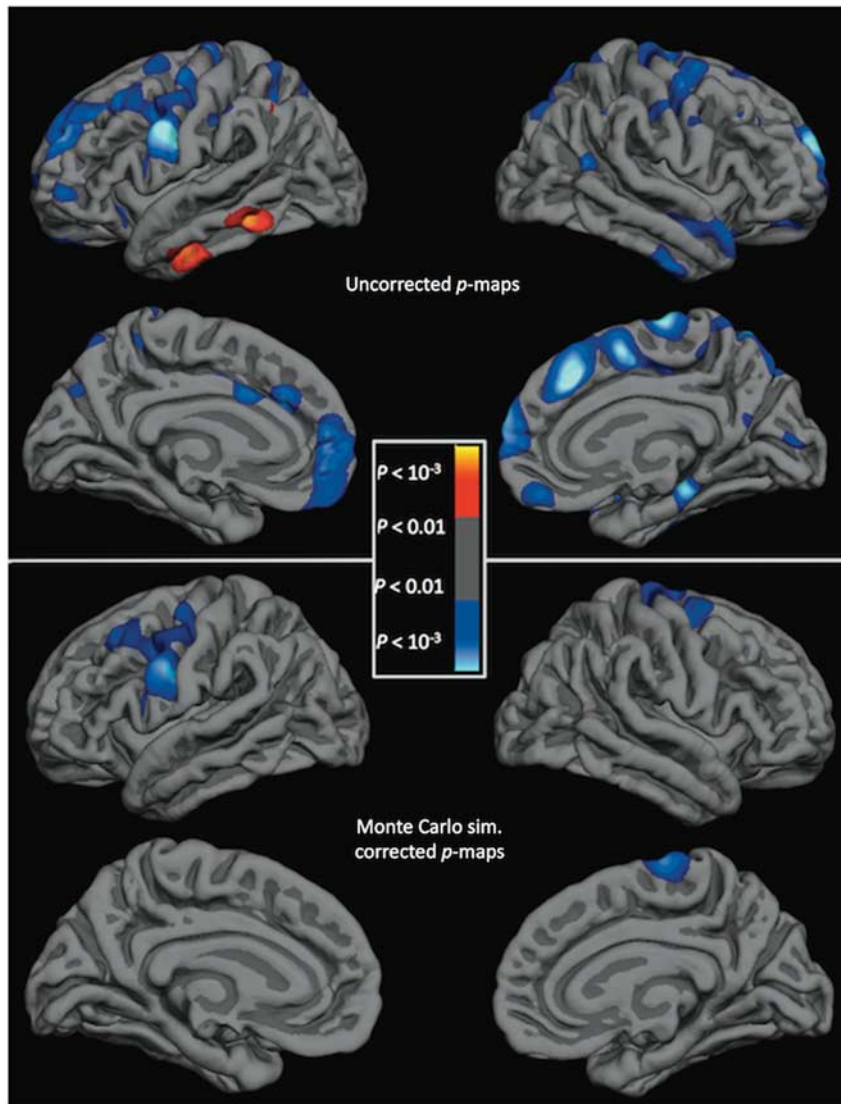 Uncorrected p-maps
P < 10⁻³
P < 0.01
P < 0.01
P < 10⁻³
Monte Carlo sim.
corrected p-maps